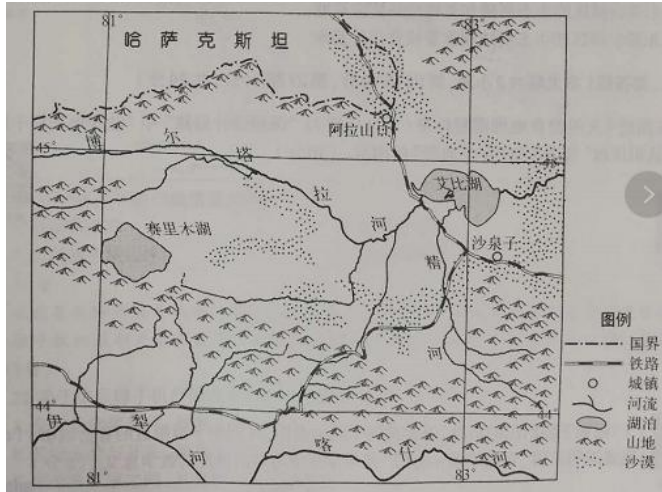 81° 83°
哈萨克斯坦
阿拉山口
45° 45°
博尔塔拉河
艾比湖
赛里木湖
沙泉子
精河
图例
国界
铁路
城镇
河流
湖泊
山地
沙漠
44° 44°
伊犁河
喀什河
81° 83°